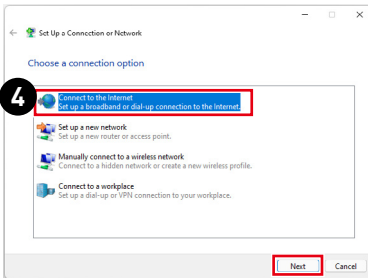 Set Up a Connection or Network
Choose a connection option
4
Connect to the Internet
Set up a broadband or dial-up connection to the Internet.
Set up a new network
Set up a new router or access point.
Manually connect to a wireless network
Connect to a hidden network or create a new wireless profile.
Connect to a workplace
Set up a dial-up or VPN connection to your workplace.
Next Cancel